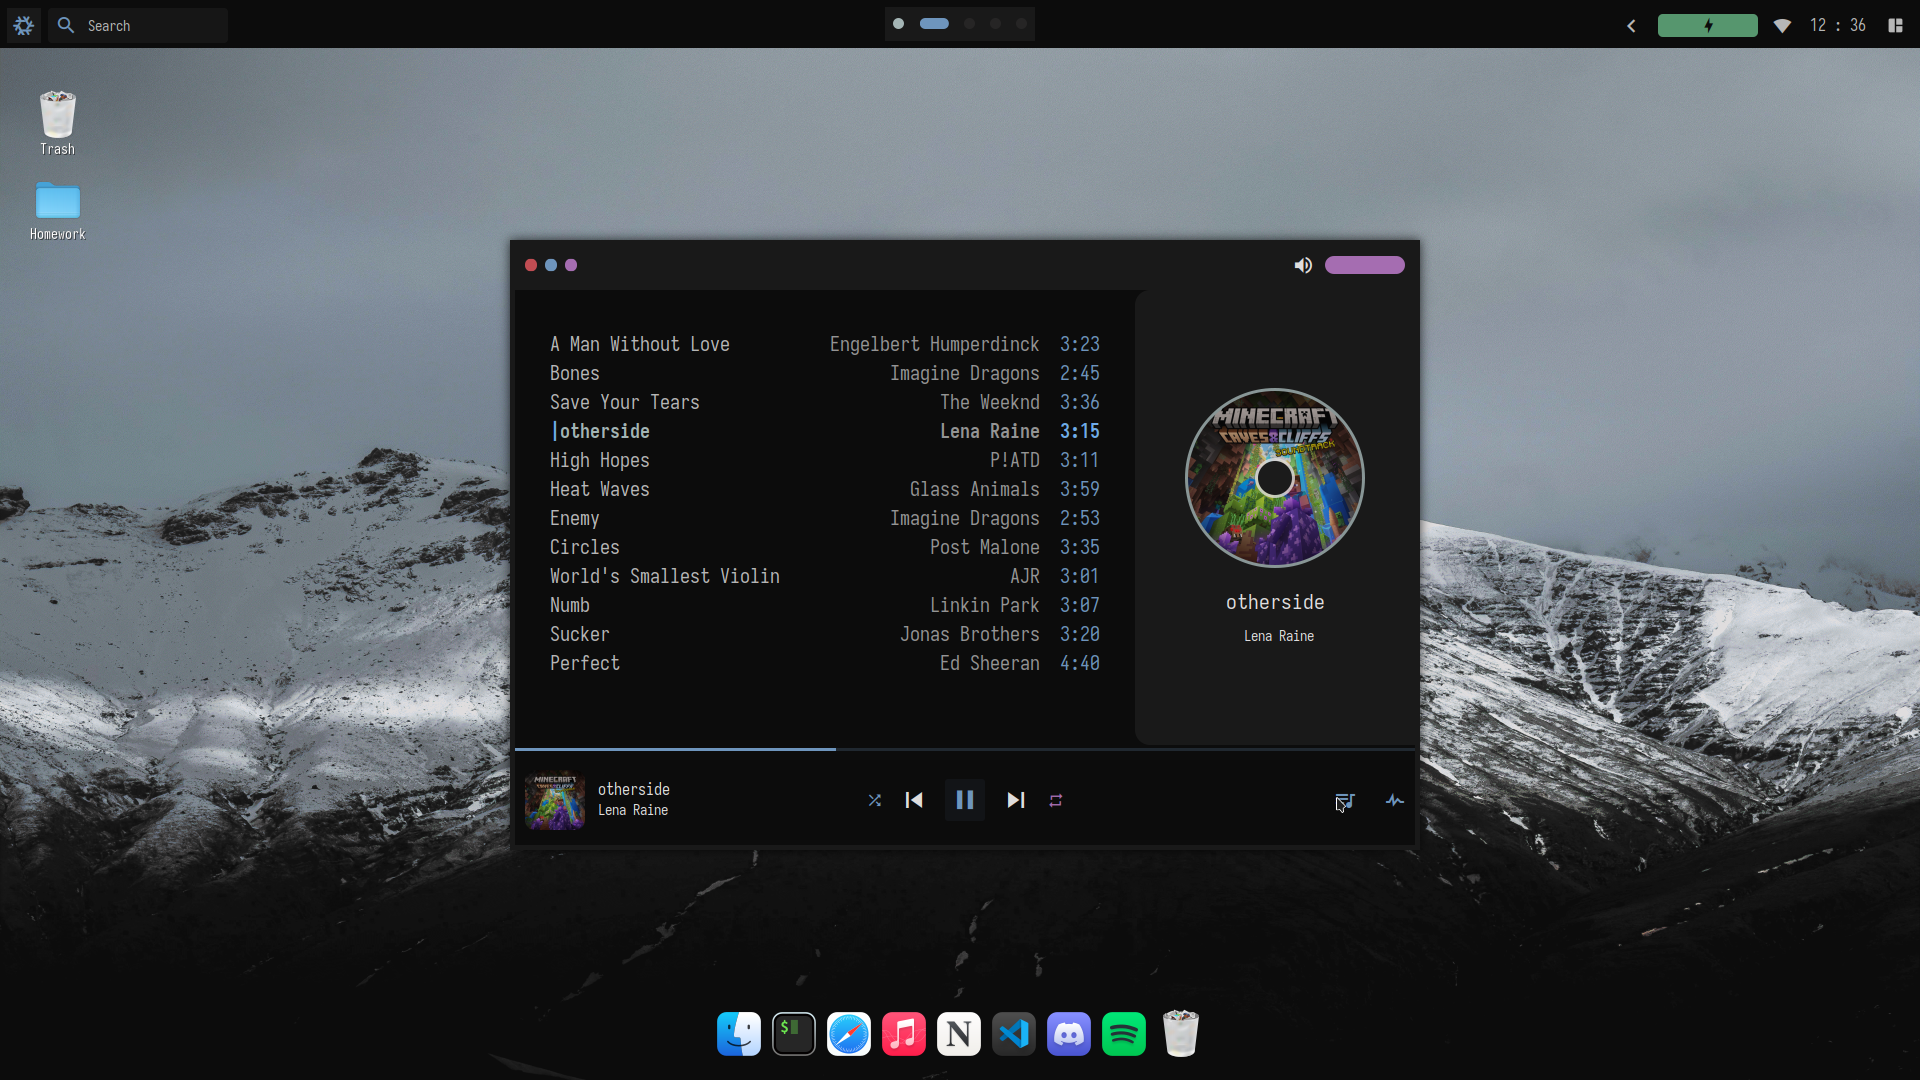 Search
12 : 36
Trash
Homework
A Man Without Love Engelbert Humperdinck 3:23
Bones Imagine Dragons 2:45
Save Your Tears The Weeknd 3:36
|otherside Lena Raine 3:15
High Hopes P!ATD 3:11
Heat Waves Glass Animals 3:59
Enemy Imagine Dragons 2:53
Circles Post Malone 3:35
World's Smallest Violin AJR 3:01
Numb Linkin Park 3:07
Sucker Jonas Brothers 3:20
Perfect Ed Sheeran 4:40
MINECRAFT
CAVES & CLIFFS
SOUNDTRACK
otherside
Lena Raine
MINECRAFT
CAVES & CLIFFS
otherside
Lena Raine
$
N